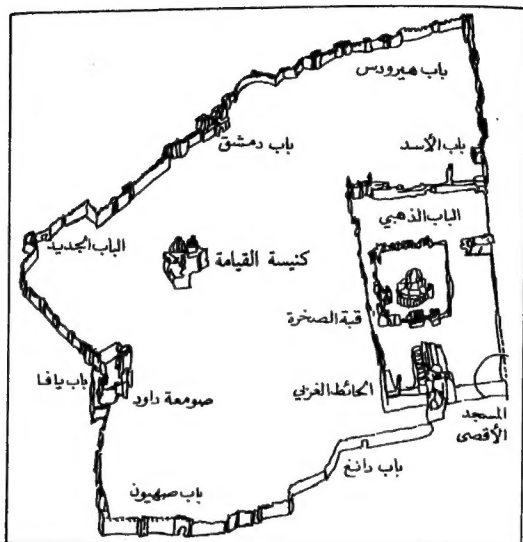 باب هيرودس
باب الأسد
باب دمشق
الباب الذهبي
الباب الجديد
كنيسة القيامة
قبة الصخرة
باب يافا
صومعة داود
الحائط الغربي
المسجد
الأقصى
باب دانغ
باب صهيون